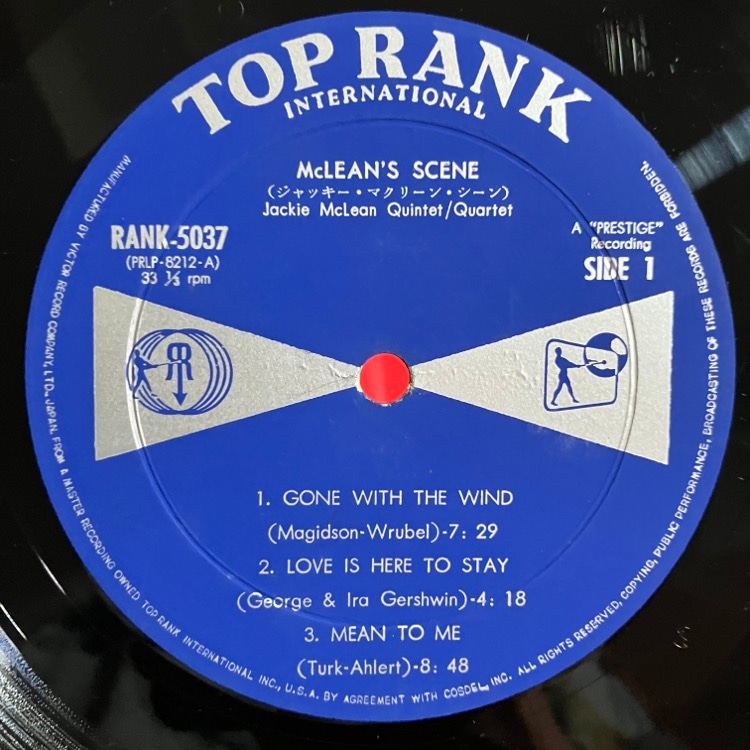 TOP RANK
INTERNATIONAL
McLEAN'S SCENE
(ジャッキー・マクリーン・シーン)
Jackie McLean Quintet/Quartet
RANK-5037
(PRLP-8212-A)
33 ⅓ rpm
A "PRESTIGE"
Recording
SIDE 1
1. GONE WITH THE WIND
(Magidson-Wrubel)-7: 29
2. LOVE IS HERE TO STAY
(George & Ira Gershwin)-4: 18
3. MEAN TO ME
(Turk-Ahlert)-8: 48
MANUFACTURED BY VICTOR RECORD COMPANY, LTD., JAPAN, FROM A MASTER RECORDING OWNED TOP RANK INTERNATIONAL INC., U.S.A. BY AGREEMENT WITH COSDEL, INC. ALL RIGHTS RESERVED, COPYING, PUBLIC PERFORMANCE, BROADCASTING OF THESE RECORDS ARE FORBIDDEN.